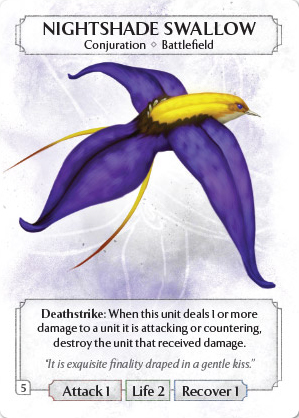 NIGHTSHADE SWALLOW
Conjuration ◇ Battlefield
Deathstrike: When this unit deals 1 or more
damage to a unit it is attacking or countering,
destroy the unit that received damage.
"It is exquisite finality draped in a gentle kiss."
5
Attack 1 Life 2 Recover 1